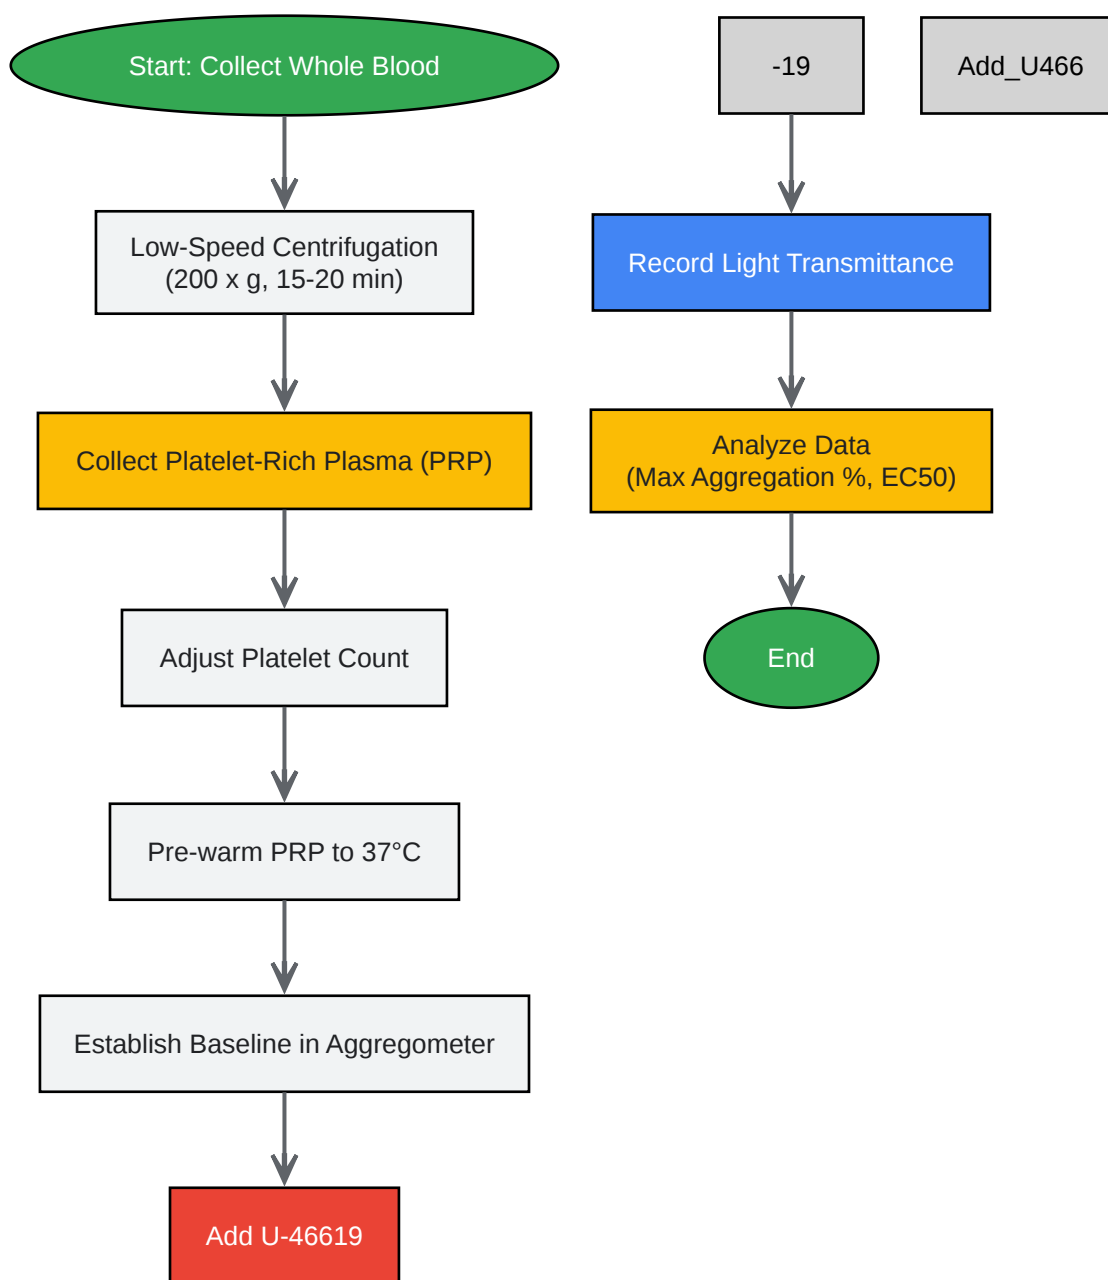 Start: Collect Whole Blood
Low-Speed Centrifugation
(200 x g, 15-20 min)
Collect Platelet-Rich Plasma (PRP)
Adjust Platelet Count
Pre-warm PRP to 37°C
Establish Baseline in Aggregometer
Add U-46619
-19
Record Light Transmittance
Analyze Data
(Max Aggregation %, EC50)
End
Add_U466